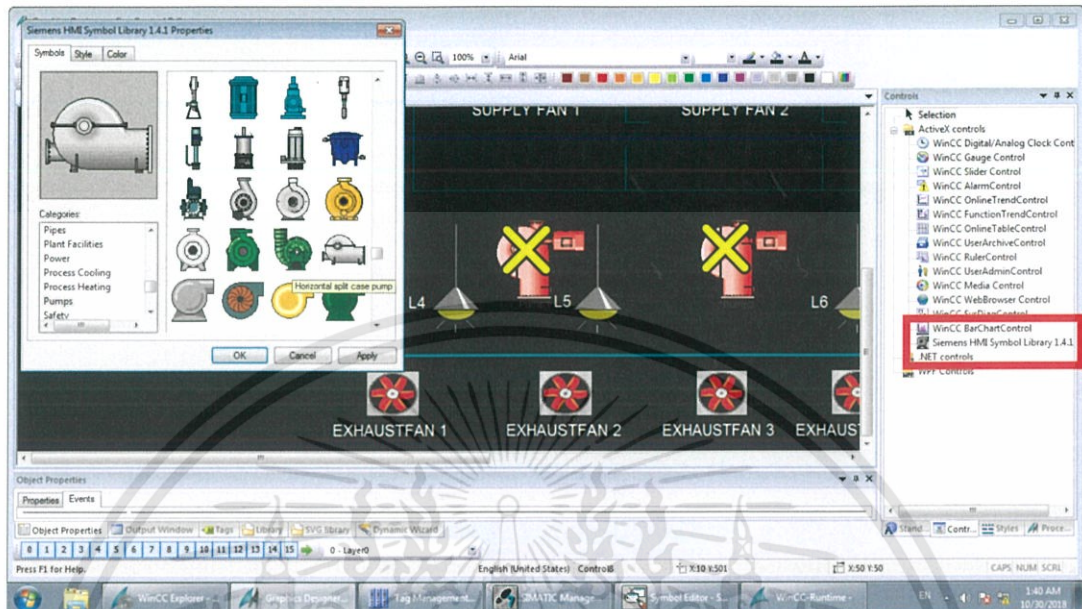 Siemens HMI Symbol Library 1.4.1 Properties
Symbols Style Color
Categories:
Pipes
Plant Facilities
Power
Process Cooling
Process Heating
Pumps
Safety
Horizontal split case pump
OK Cancel Apply
100% Arial
SUPPLY FAN 1 SUPPLY FAN 2
L4 L5 L6
EXHAUSTFAN 1 EXHAUSTFAN 2 EXHAUSTFAN 3 EXHAUST
Controls
Selection
ActiveX controls
WinCC Digital/Analog Clock Cont
WinCC Gauge Control
WinCC Slider Control
WinCC AlarmControl
WinCC OnlineTrendControl
WinCC FunctionTrendControl
WinCC OnlineTableControl
WinCC UserArchiveControl
WinCC RulerControl
WinCC UserAdminControl
WinCC Media Control
WinCC WebBrowser Control
WinCC SysDiagControl
WinCC BarChartControl
Siemens HMI Symbol Library 1.4.1
.NET controls
WPF Controls
Stand... Contr... Styles Proce...
Object Properties
Properties Events
Object Properties Output Window Tags Library SVG library Dynamic Wizard
0 1 2 3 4 5 6 7 8 9 10 11 12 13 14 15 0 - Layer0
Press F1 for Help. English (United States) Control8 X:10 Y:501 X:50 Y:50 CAPS NUM SCRL
WinCC Explorer - ... Graphics Designer... Tag Management... SIMATIC Manage... Symbol Editor - S... WinCC-Runtime - EN 1:40 AM
10/30/2018